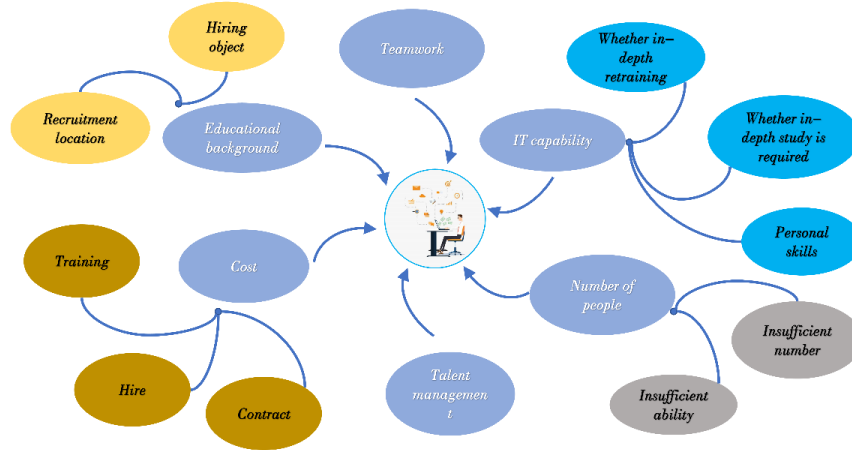 Hiring
object
Teamwork
Whether in-
depth
retraining
Recruitment
location
Educational
background
IT capability
Whether in-
depth study is
required
Personal
skills
Training
Cost
Number of
people
Insufficient
number
Hire
Contract
Talent
managemen
t
Insufficient
ability